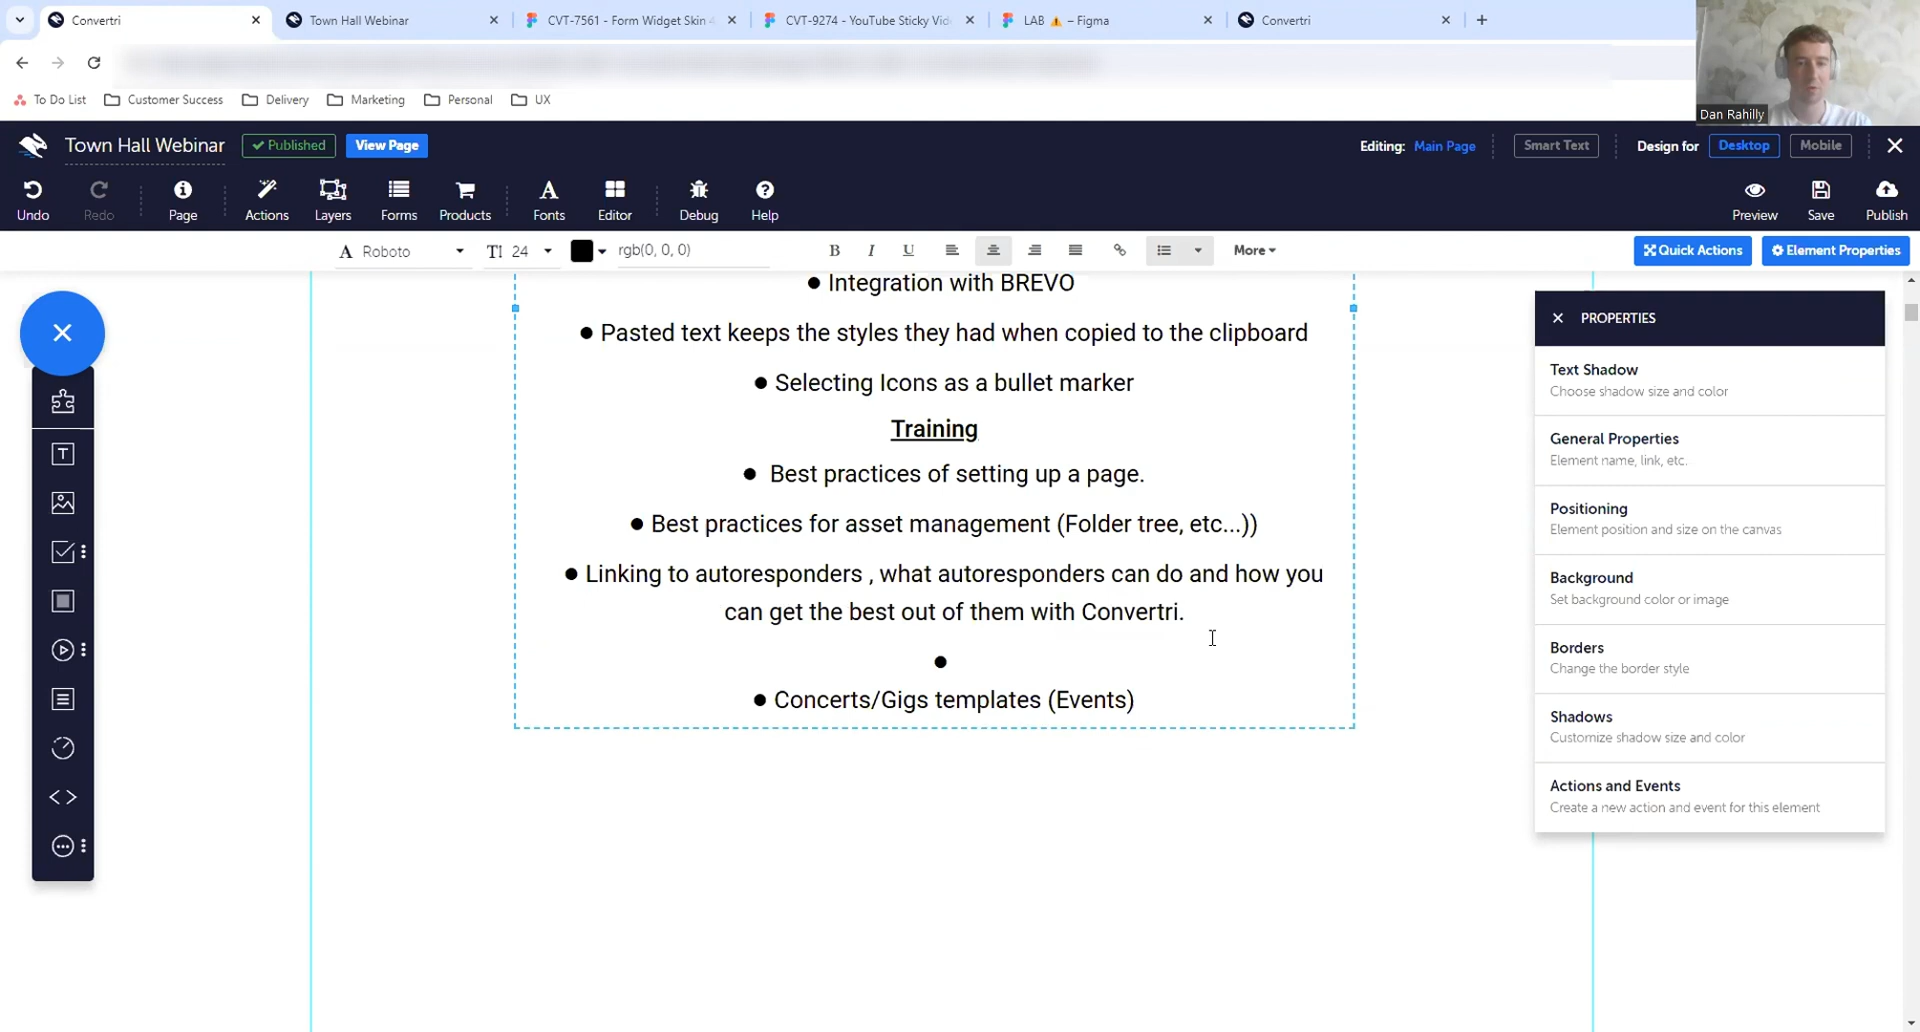 Convertri
Town Hall Webinar
CVT-7561 - Form Widget Skin
CVT-9274 - YouTube Sticky Vid
LAB ⚠ – Figma
Convertri
To Do List
Customer Success
Delivery
Marketing
Personal
UX
Dan Rahilly
Town Hall Webinar
Published
View Page
Editing: Main Page
Smart Text
Design for
Desktop
Mobile
Undo
Redo
Page
Actions
Layers
Forms
Products
Fonts
Editor
Debug
Help
Preview
Save
Publish
Roboto
24
rgb(0, 0, 0)
B
I
U
More
Quick Actions
Element Properties
● Integration with BREVO
● Pasted text keeps the styles they had when copied to the clipboard
● Selecting Icons as a bullet marker
Training
● Best practices of setting up a page.
● Best practices for asset management (Folder tree, etc...))
● Linking to autoresponders , what autoresponders can do and how you
can get the best out of them with Convertri.
●
● Concerts/Gigs templates (Events)
PROPERTIES
Text Shadow
Choose shadow size and color
General Properties
Element name, link, etc.
Positioning
Element position and size on the canvas
Background
Set background color or image
Borders
Change the border style
Shadows
Customize shadow size and color
Actions and Events
Create a new action and event for this element